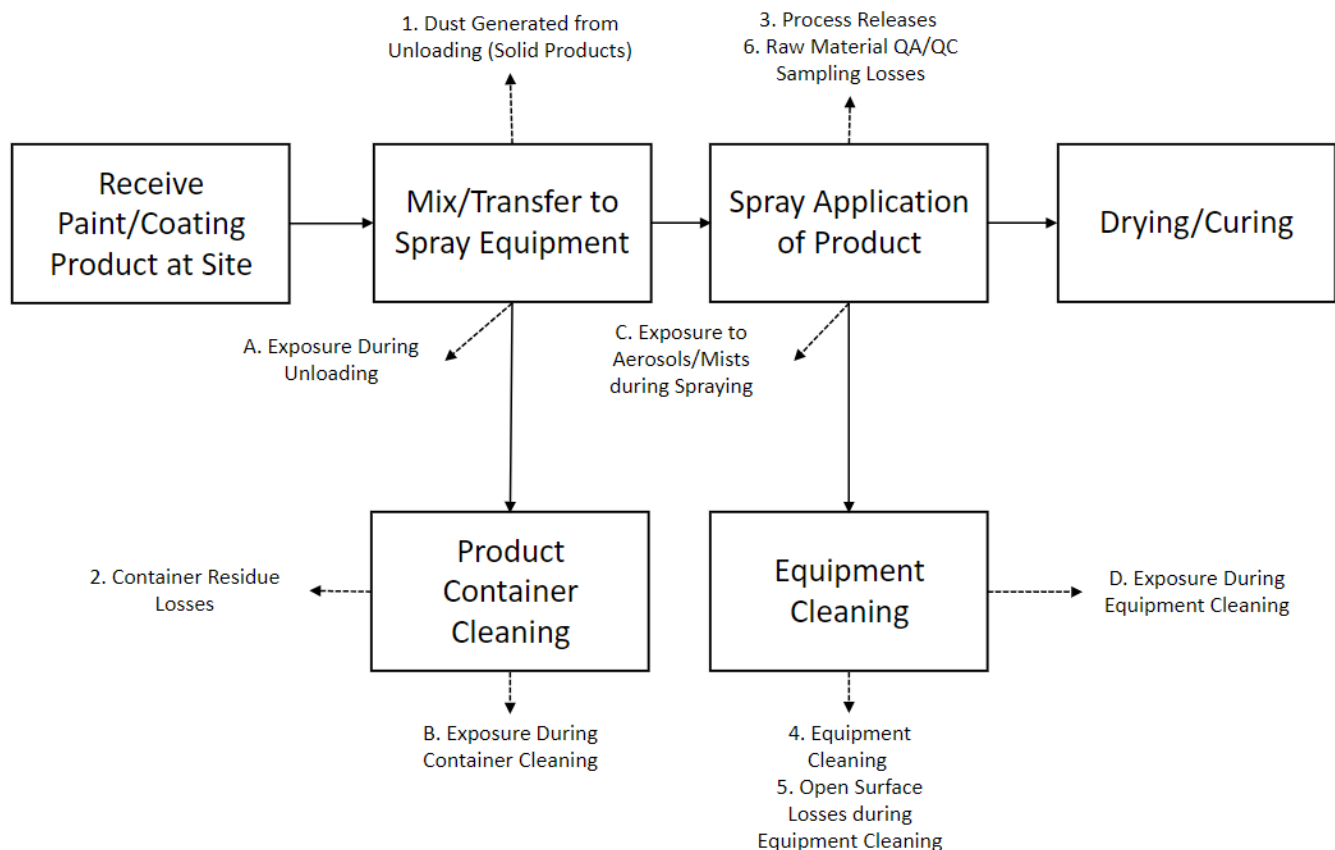 1. Dust Generated from
Unloading (Solid Products)
3. Process Releases
6. Raw Material QA/QC
Sampling Losses
Receive
Paint/Coating
Product at Site
Mix/Transfer to
Spray Equipment
Spray Application
of Product
Drying/Curing
A. Exposure During
Unloading
C. Exposure to
Aerosols/Mists
during Spraying
2. Container Residue
Losses
Product
Container
Cleaning
Equipment
Cleaning
D. Exposure During
Equipment Cleaning
B. Exposure During
Container Cleaning
4. Equipment
Cleaning
5. Open Surface
Losses during
Equipment Cleaning